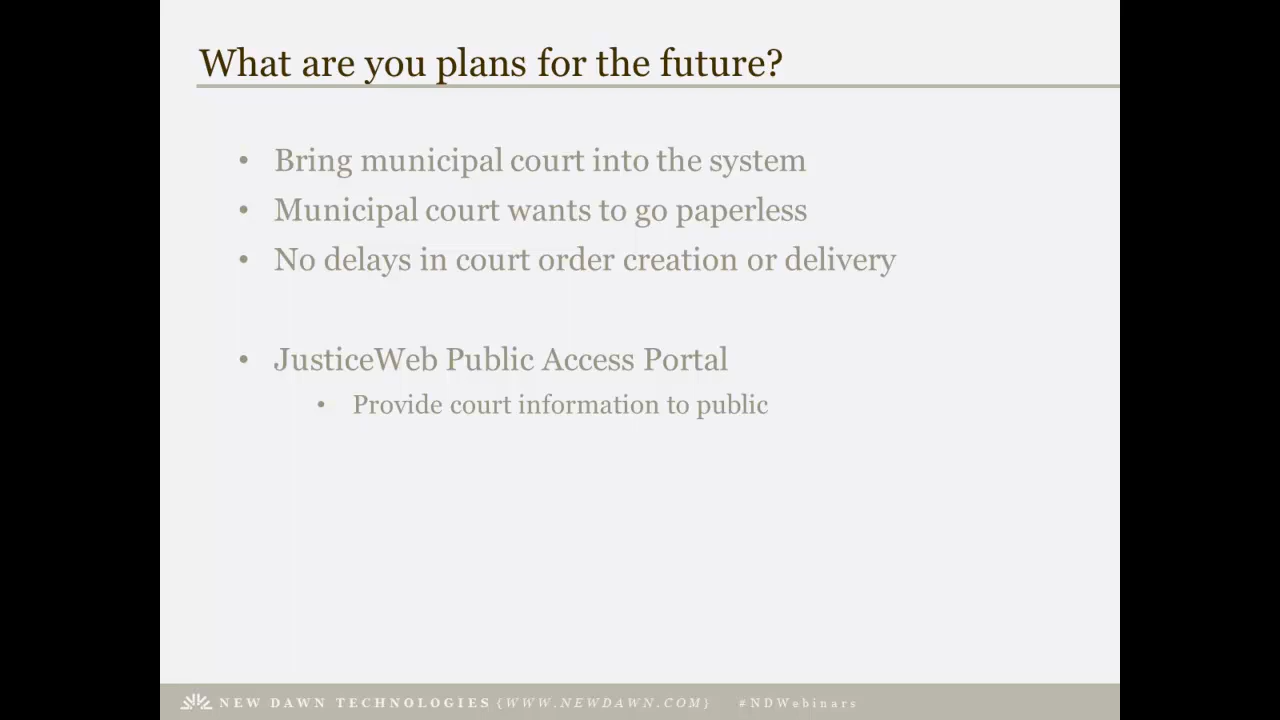 What are you plans for the future?
• Bring municipal court into the system
• Municipal court wants to go paperless
• No delays in court order creation or delivery
• JusticeWeb Public Access Portal
• Provide court information to public
NEW DAWN TECHNOLOGIES {WWW.NEWDAWN.COM} #NDWebinars